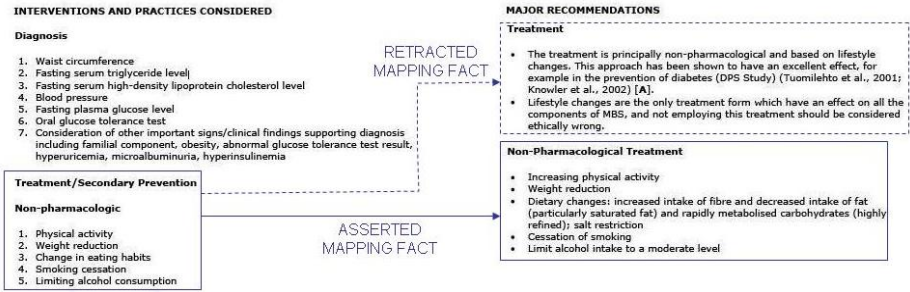 INTERVENTIONS AND PRACTICES CONSIDERED
Diagnosis
1. Waist circumference
2. Fasting serum triglyceride level
3. Fasting serum high-density lipoprotein cholesterol level
4. Blood pressure
5. Fasting plasma glucose level
6. Oral glucose tolerance test
7. Consideration of other important signs/clinical findings supporting diagnosis
including familial component, obesity, abnormal glucose tolerance test result,
hyperuricemia, microalbuminuria, hyperinsulinemia
Treatment/Secondary Prevention
Non-pharmacologic
1. Physical activity
2. Weight reduction
3. Change in eating habits
4. Smoking cessation
5. Limiting alcohol consumption
RETRACTED
MAPPING FACT
ASSERTED
MAPPING FACT
MAJOR RECOMMENDATIONS
Treatment
• The treatment is principally non-pharmacological and based on lifestyle
changes. This approach has been shown to have an excellent effect, for
example in the prevention of diabetes (DPS Study) (Tuomilehto et al., 2001;
Knowler et al., 2002) [A].
• Lifestyle changes are the only treatment form which have an effect on all the
components of MBS, and not employing this treatment should be considered
ethically wrong.
Non-Pharmacological Treatment
• Increasing physical activity
• Weight reduction
• Dietary changes: increased intake of fibre and decreased intake of fat
(particularly saturated fat) and rapidly metabolised carbohydrates (highly
refined); salt restriction
• Cessation of smoking
• Limit alcohol intake to a moderate level